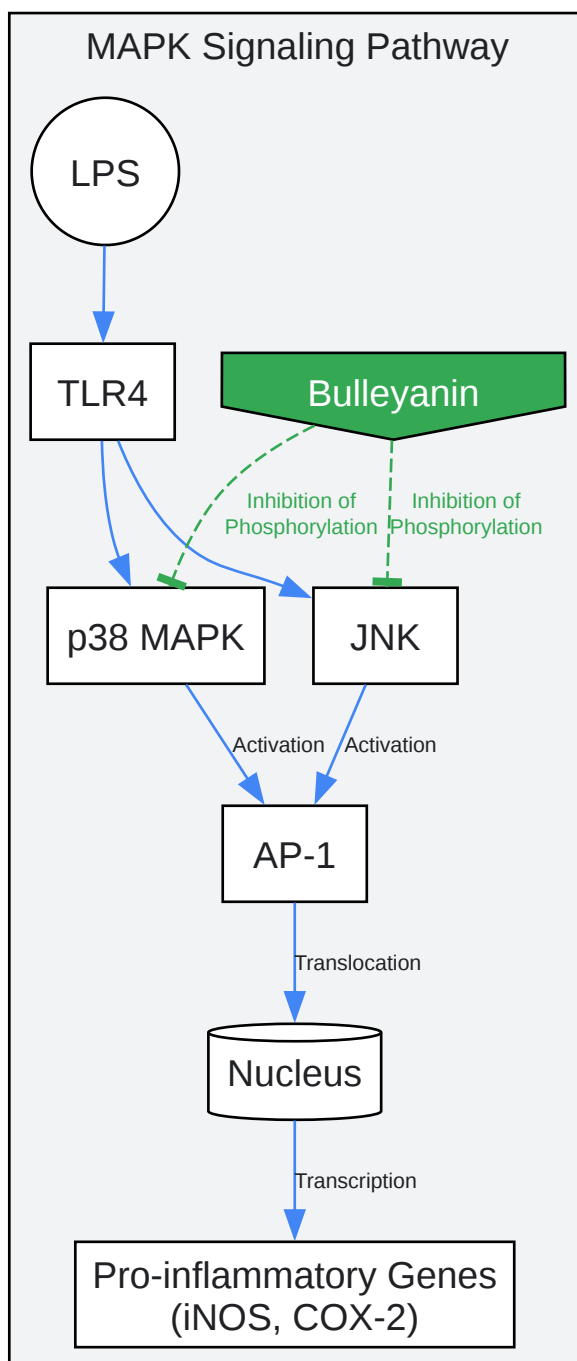 MAPK Signaling Pathway
LPS
TLR4
Bulleyanin
Inhibition of
Phosphorylation
Inhibition of
Phosphorylation
p38 MAPK
JNK
Activation
Activation
AP-1
Translocation
Nucleus
Transcription
Pro-inflammatory Genes
(iNOS, COX-2)